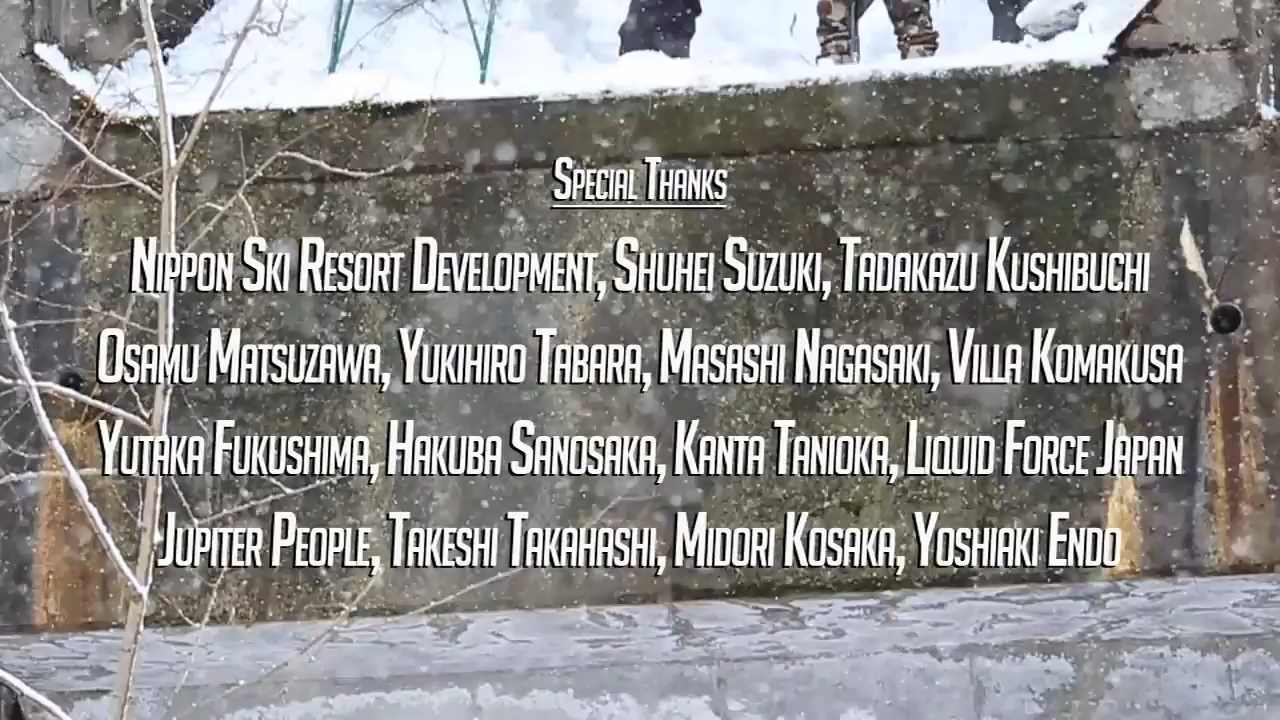 Special Thanks
Nippon Ski Resort Development, Shuhei Suzuki, Tadakazu Kushibuchi
Osamu Matsuzawa, Yukihiro Tabara, Masashi Nagasaki, Villa Komakusa
Yutaka Fukushima, Hakuba Sanosaka, Kanta Tanioka, Liquid Force Japan
Jupiter People, Takeshi Takahashi, Midori Kosaka, Yoshiaki Endo